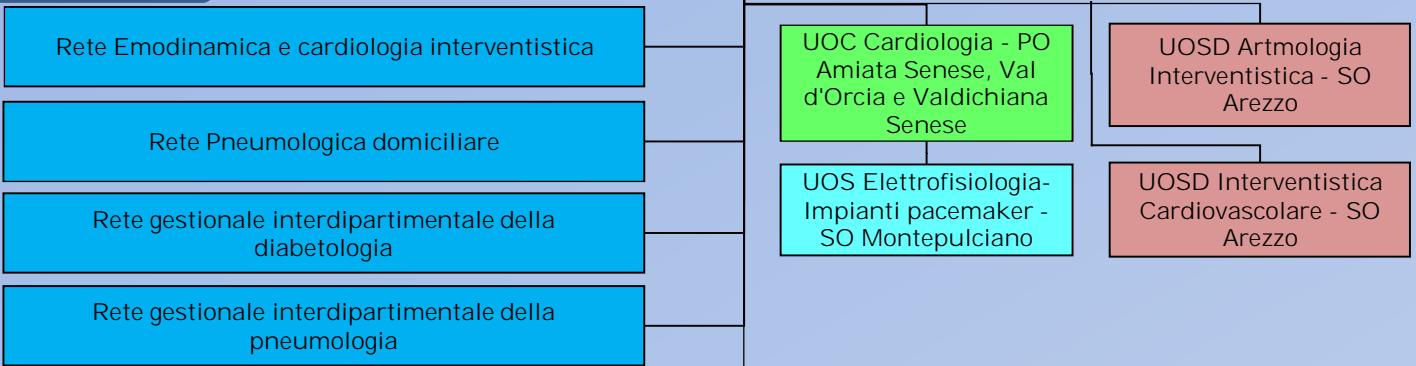 Rete Emodinamica e cardiologia interventistica
Rete Pneumologica domiciliare
Rete gestionale interdipartimentale della
diabetologia
Rete gestionale interdipartimentale della
pneumologia
UOC Cardiologia - PO
Amiata Senese, Val
d'Orcia e Valdichiana
Senese
UOS Elettrofisiologia-
Impianti pacemaker -
SO Montepulciano
UOSD Artmologia
Interventistica - SO
Arezzo
UOSD Interventistica
Cardiovascolare - SO
Arezzo